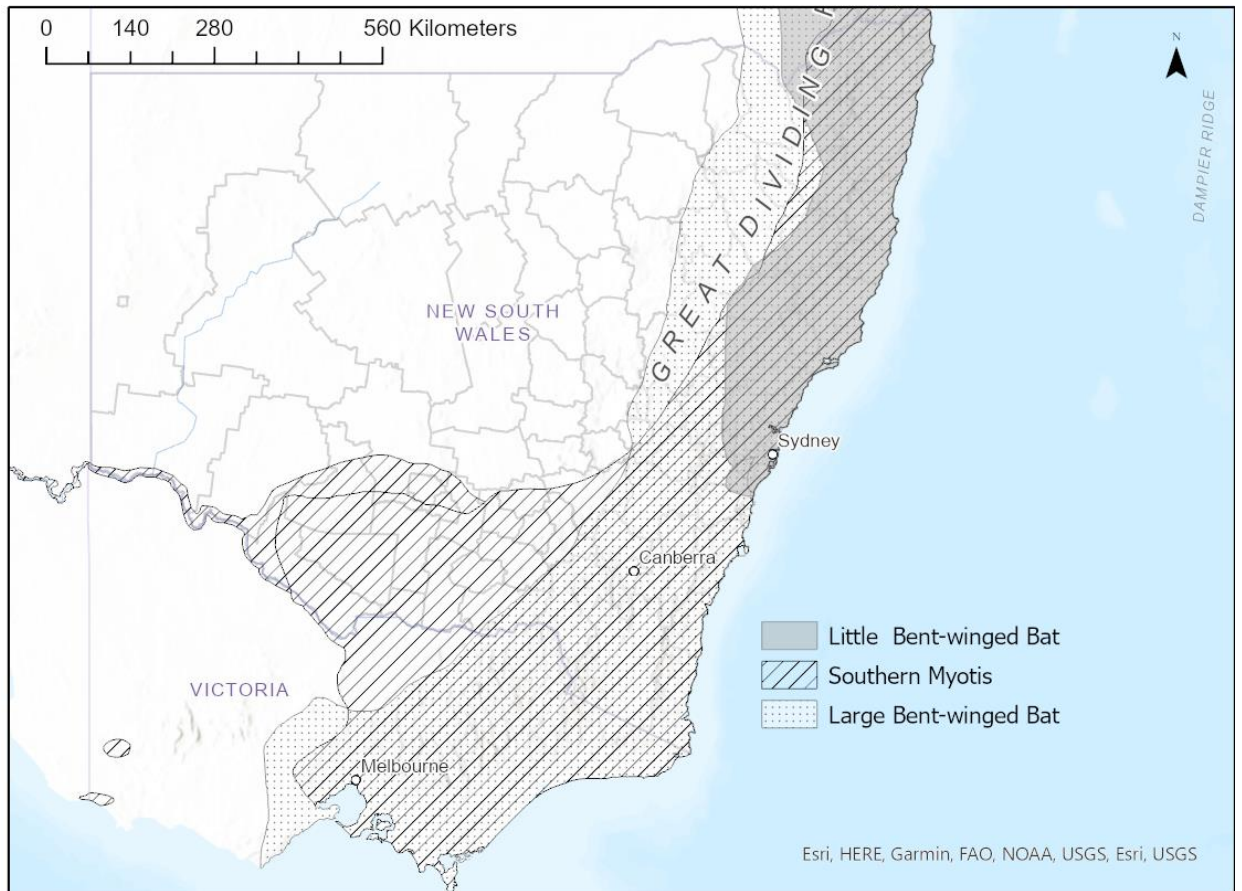 0 140 280 560 Kilometers
N
DAMPIER RIDGE
GREAT DIVIDING
NEW SOUTH
WALES
Sydney
Canberra
Little Bent-winged Bat
Southern Myotis
Large Bent-winged Bat
VICTORIA
Melbourne
Esri, HERE, Garmin, FAO, NOAA, USGS, Esri, USGS